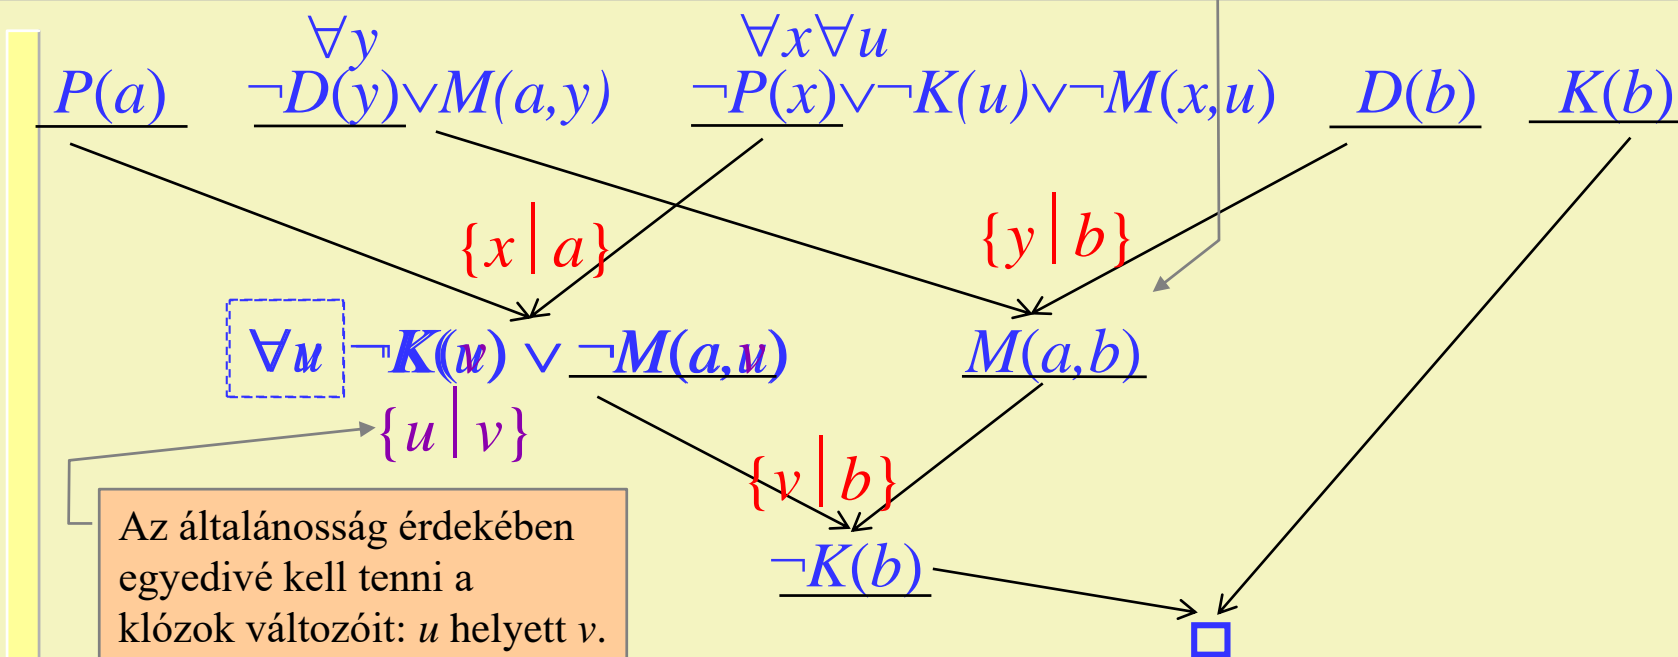 ∀y ∀x∀u
P(a) ¬D(y)∨M(a,y) ¬P(x)∨¬K(u)∨¬M(x,u) D(b) K(b)
{x|a} {y|b}
∀u ¬K(v) ∨ ¬M(a,v) M(a,b)
{u|v}
{v|b}
Az általánosság érdekében
egyedivé kell tenni a
klózok változóit: u helyett v.
¬K(b)